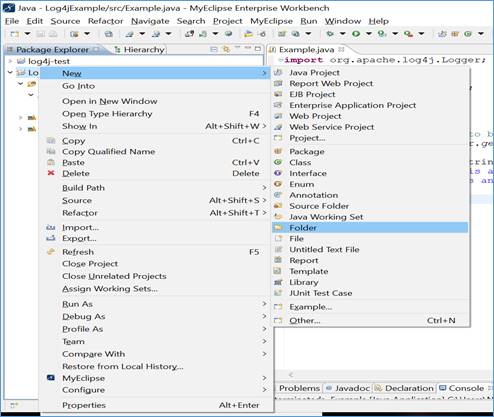 Java - Log4jExample/src/Example.java - MyEclipse Enterprise Workbench
File Edit Source Refactor Navigate Search Project MyEclipse Run Window Help
Package Explorer Hierarchy
log4j-test
Lo
New
Go Into
Open in New Window
Open Type Hierarchy F4
Show In Alt+Shift+W
Copy Ctrl+C
Copy Qualified Name
Paste Ctrl+V
Delete Delete
Build Path
Source Alt+Shift+S
Refactor Alt+Shift+T
Import...
Export...
Refresh F5
Close Project
Close Unrelated Projects
Assign Working Sets...
Run As
Debug As
Profile As
Team
Compare With
Restore from Local History...
MyEclipse
Configure
Properties Alt+Enter
Example.java
import org.apache.log4j.Logger;
Java Project
Report Web Project
EJB Project
Enterprise Application Project
Web Project
Web Service Project
Project...
Package
Class
Interface
Enum
Annotation
Source Folder
Java Working Set
Folder
File
Untitled Text File
Report
Template
Library
JUnit Test Case
Example...
Other... Ctrl+N
to b
r.ge
trin
is a
s an
Problems Javadoc Declaration Console